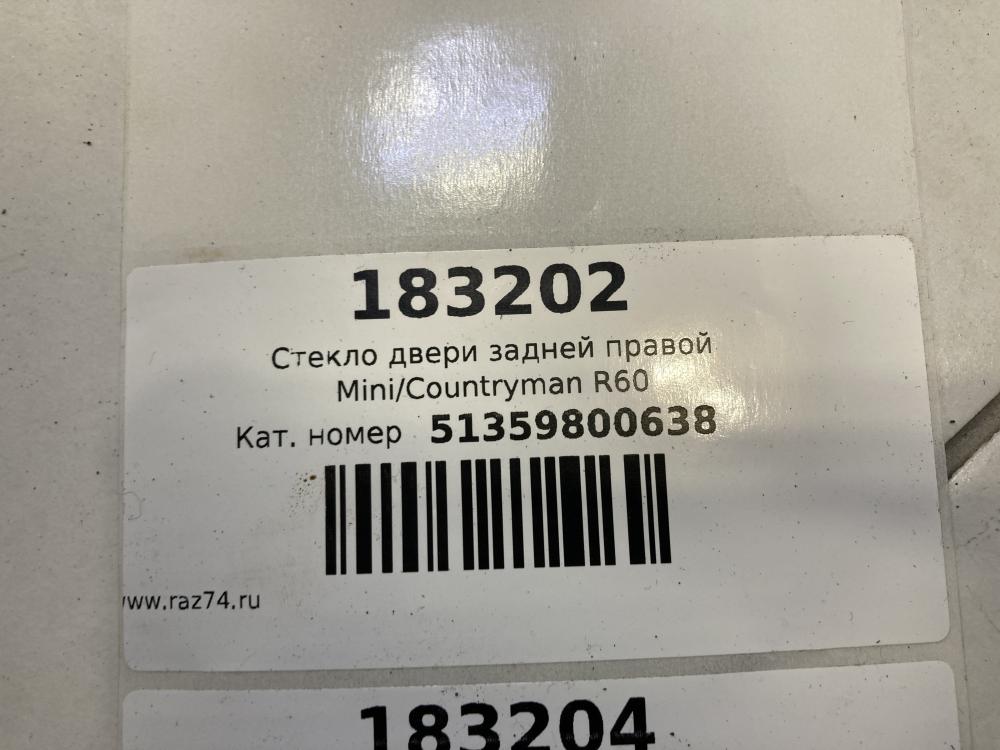 183202
Стекло двери задней правой
Mini/Countryman R60
Кат. номер 51359800638
www.raz74.ru
183204